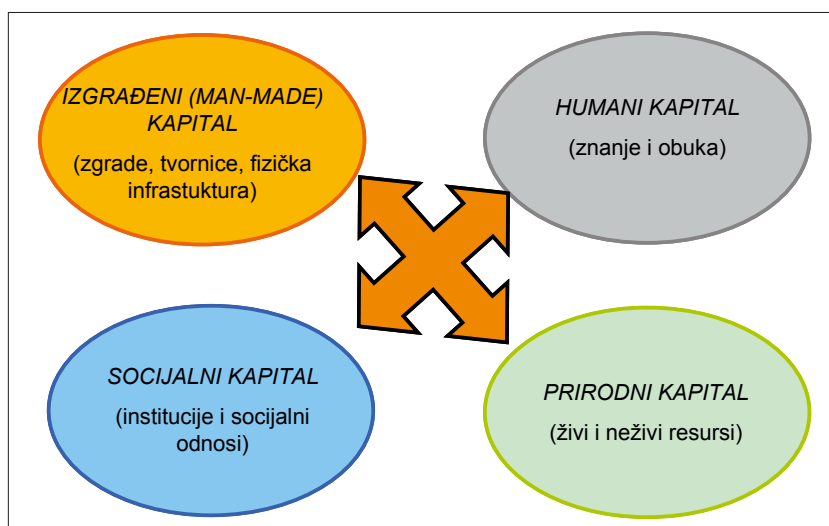 IZGRAĐENI (MAN-MADE)
KAPITAL
(zgrade, tvornice, fizička
infrastuktura)
HUMANI KAPITAL
(znanje i obuka)
SOCIJALNI KAPITAL
(institucije i socijalni
odnosi)
PRIRODNI KAPITAL
(živi i neživi resursi)